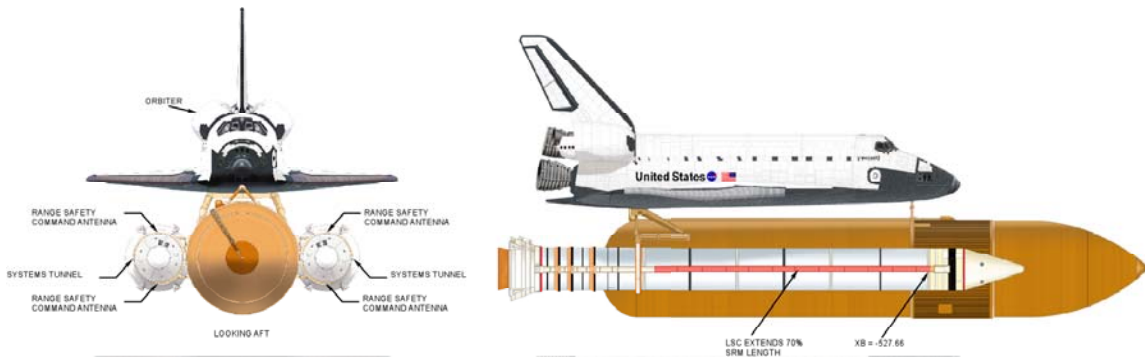 ORBITER
RANGE SAFETY
COMMAND ANTENNA
RANGE SAFETY
COMMAND ANTENNA
SYSTEMS TUNNEL
SYSTEMS TUNNEL
RANGE SAFETY
COMMAND ANTENNA
RANGE SAFETY
COMMAND ANTENNA
LOOKING AFT
United States
LSC EXTENDS 70%
SRM LENGTH
XB = -527.66